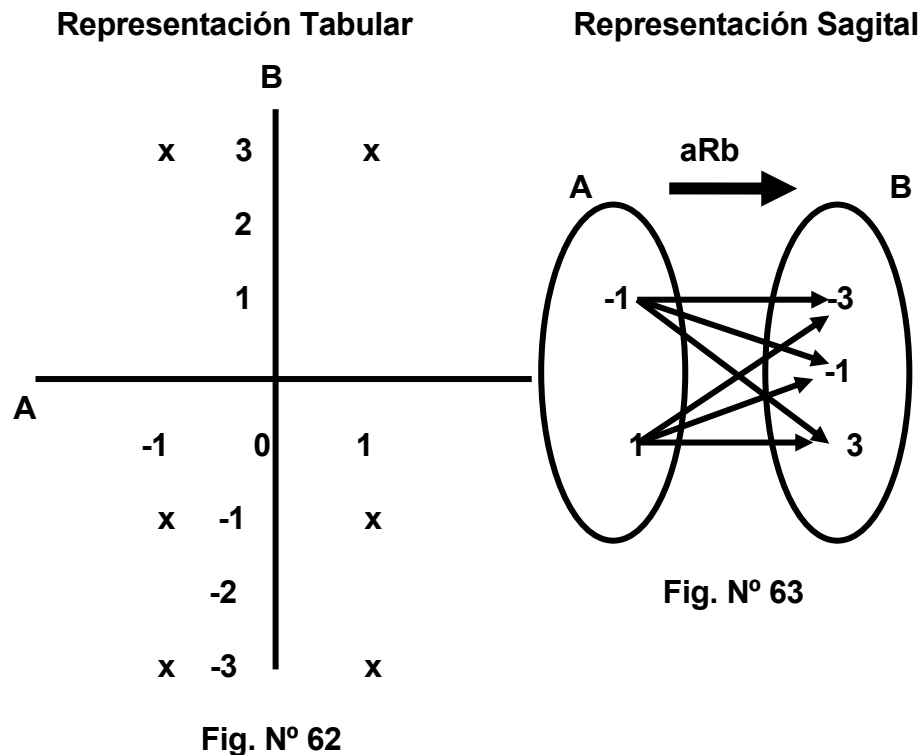 Representación Tabular
B
x 3 x
2
1
A
-1 0 1
x -1 x
-2
x -3 x
Fig. Nº 62
Representación Sagital
aRb
A B
-1 -3
-1
1 3
Fig. Nº 63